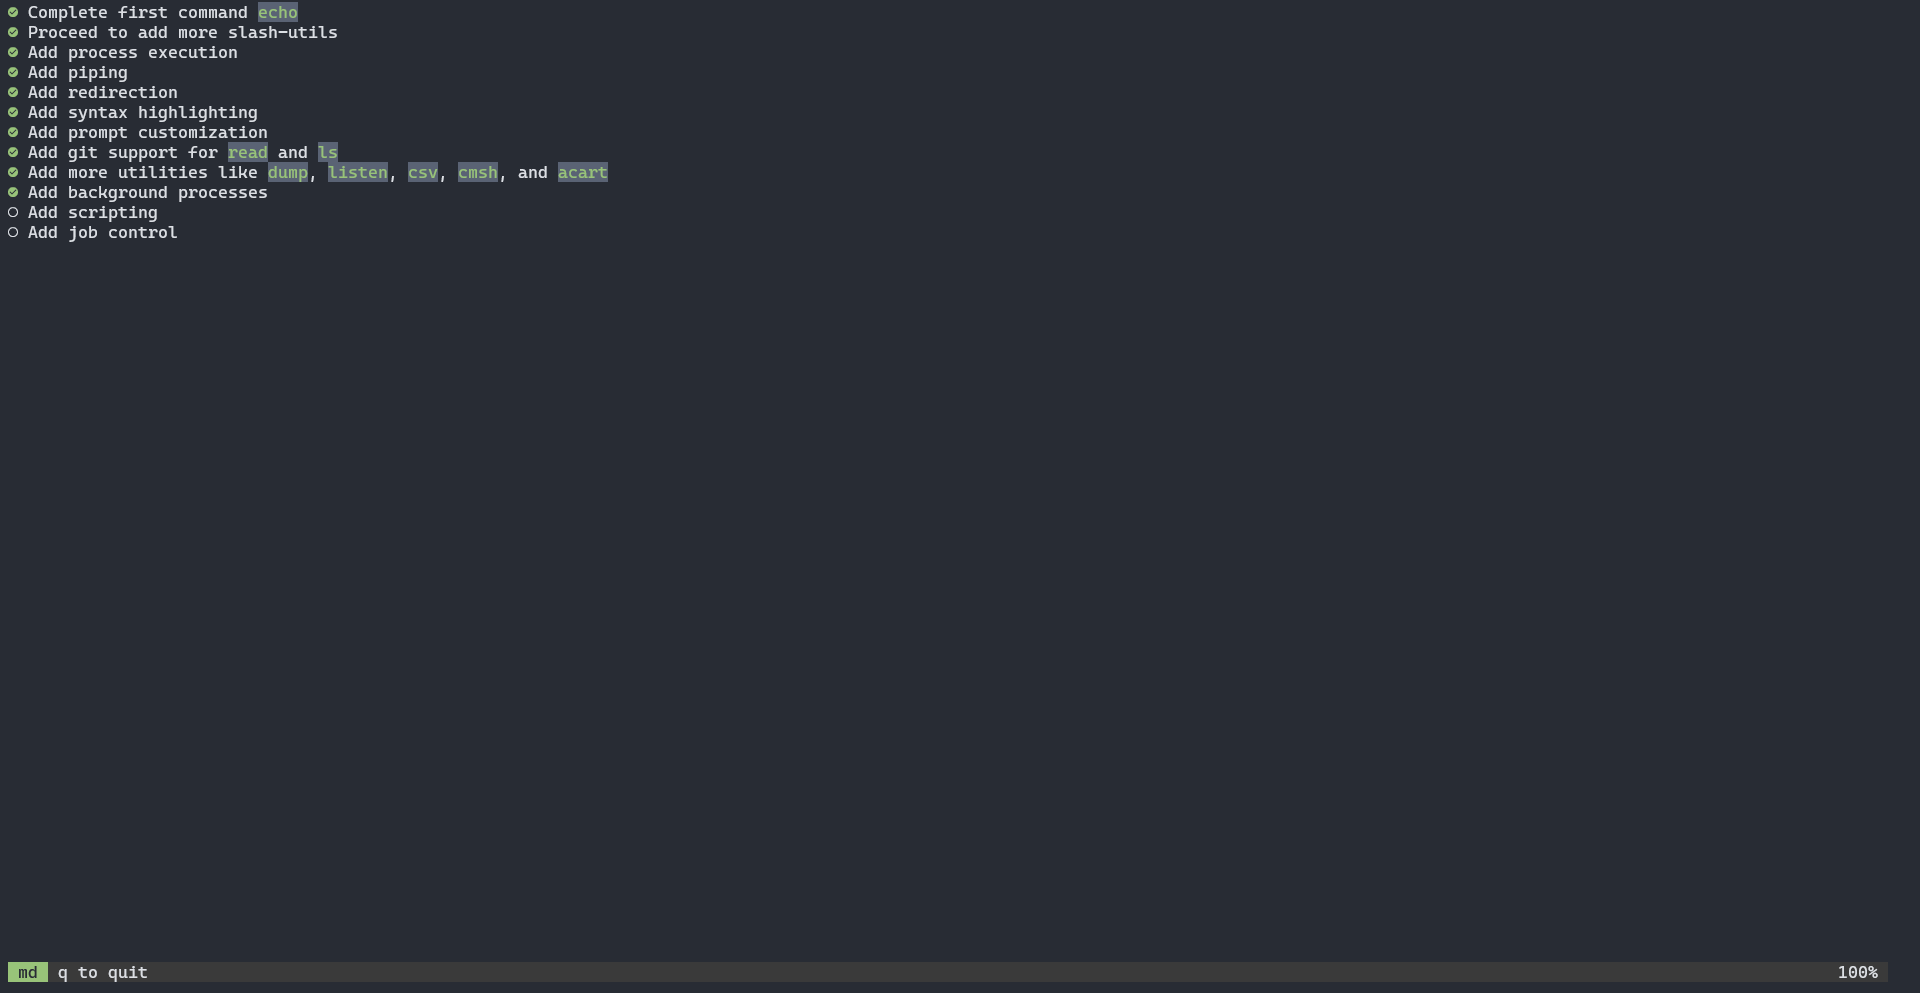 Complete first command echo
Proceed to add more slash-utils
Add process execution
Add piping
Add redirection
Add syntax highlighting
Add prompt customization
Add git support for read and ls
Add more utilities like dump, listen, csv, cmsh, and acart
Add background processes
Add scripting
Add job control
md q to quit 100%